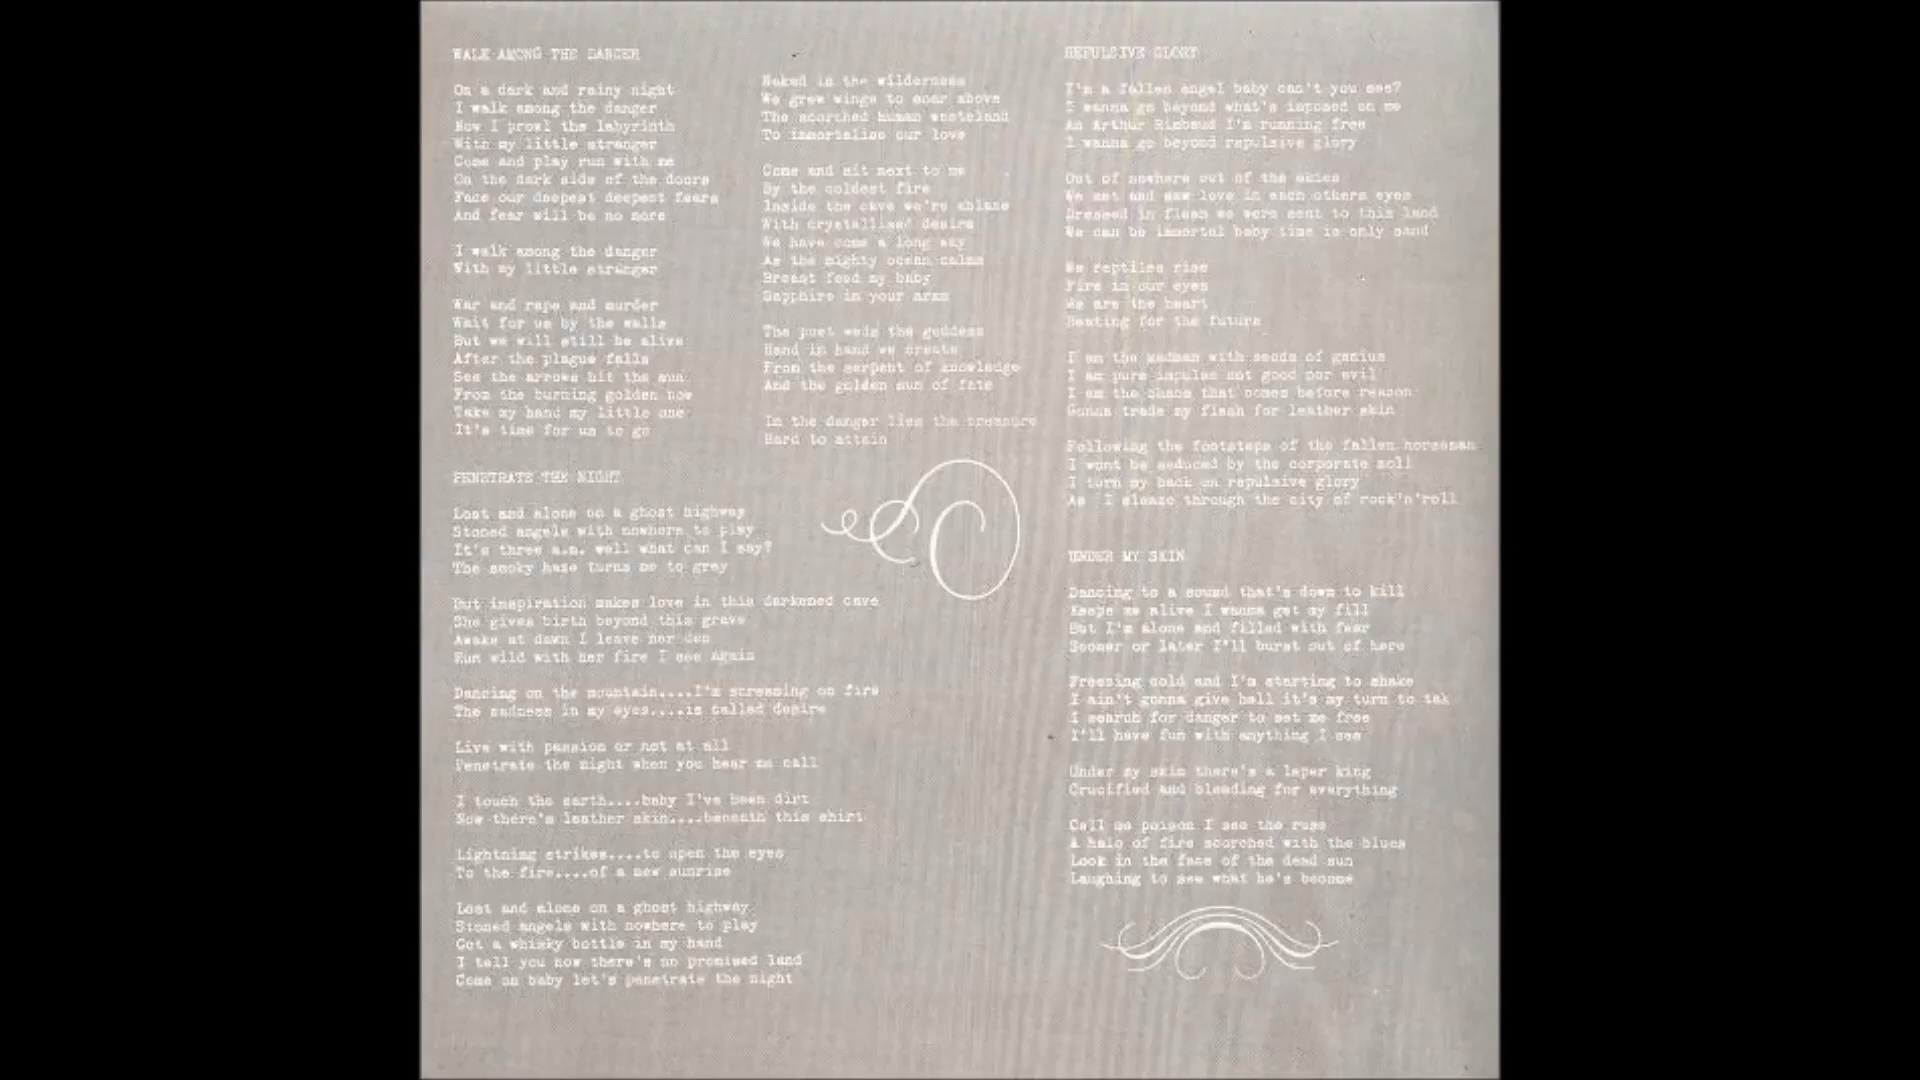 WALK AMONG THE DANGER
On a dark and rainy night
I walk among the danger
Now I prowl the labyrinth
With my little stranger
Come and play run with me
On the dark side of the doors
Face our deepest deepest fears
And fear will be no more
I walk among the danger
With my little stranger
War and rape and murder
Wait for us by the walls
But we will still be alive
After the plague falls
See the arrows hit the sun
From the burning golden bow
Take my hand my little one
It's time for us to go
Naked in the wilderness
We grew wings to soar above
The scorched human wasteland
To immortalise our love
Come and sit next to me
By the coldest fire
Inside the cave we're ablaze
With crystallised desire
We have come a long way
As the mighty ocean calms
Breast feed my baby
Sapphire in your arms
The poet weds the goddess
Hand in hand we create
From the serpent of knowledge
And the golden sun of fate
In the danger lies the treasure
Hard to attain
PENETRATE THE NIGHT
Lost and alone on a ghost highway
Stoned angels with nowhere to play
It's three a.m. well what can I say?
The smoky haze turns me to grey
But inspiration makes love in this darkened cave
She gives birth beyond this grave
Awake at dawn I leave her den
Run wild with her fire I see Again
Dancing on the mountain....I'm screaming on fire
The sadness in my eyes....is called desire
Live with passion or not at all
Penetrate the night when you hear me call
I touch the earth....baby I've been dirt
Now there's leather skin....beneath this shirt
Lightning strikes....to open the eyes
To the fire....of a new sunrise
Lost and alone on a ghost highway
Stoned angels with nowhere to play
Got a whisky bottle in my hand
I tell you now there's no promised land
Come on baby let's penetrate the night
REPULSIVE GLORY
I'm a fallen angel baby can't you see?
I wanna go beyond what's imposed on me
An Arthur Rimbaud I'm running free
I wanna go beyond repulsive glory
Out of nowhere out of the skies
We met and saw love in each others eyes
Dressed in flesh we were sent to this land
We can be immortal baby time is only sand
We reptiles rise
Fire in our eyes
We are the heart
Beating for the future
I am the madman with seeds of genius
I am pure impulse not good nor evil
I am the chaos that comes before reason
Gonna trade my flesh for leather skin
Following the footsteps of the fallen horseman
I wont be seduced by the corporate moll
I turn my back on repulsive glory
As I sleaze through the city of rock'n'roll
UNDER MY SKIN
Dancing to a sound that's down to kill
Keeps me alive I wanna get my fill
But I'm alone and filled with fear
Sooner or later I'll burst out of here
Freezing cold and I'm starting to shake
I ain't gonna give hell it's my turn to tak
I search for danger to set me free
I'll have fun with anything I see
Under my skin there's a leper king
Crucified and bleeding for everything
Call me poison I see the ruse
A halo of fire scorched with the blues
Look in the face of the dead sun
Laughing to see what he's become